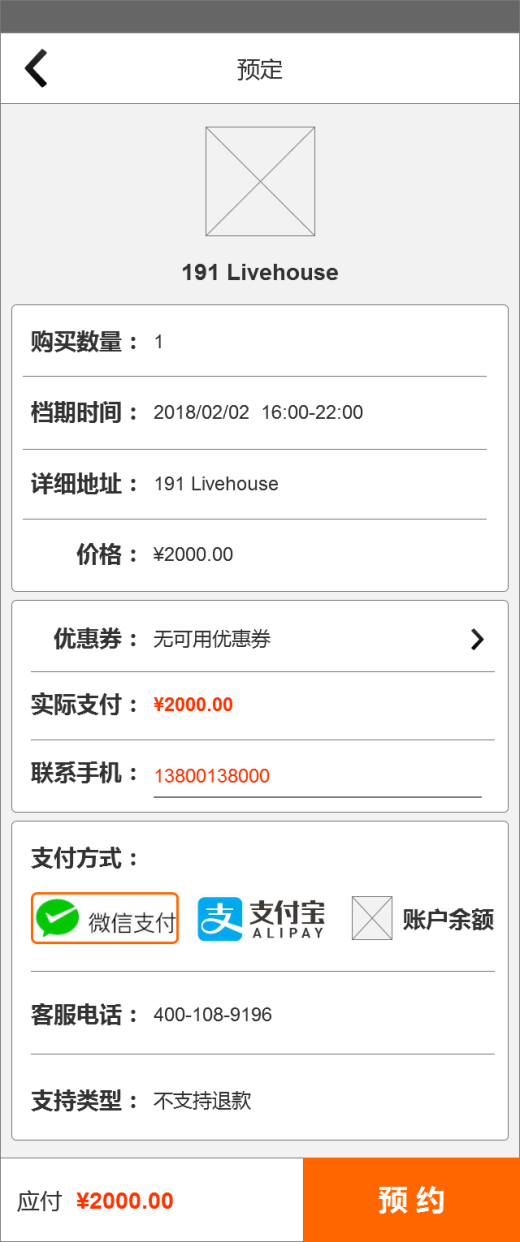 预定
191 Livehouse
购买数量： 1
档期时间： 2018/02/02  16:00-22:00
详细地址： 191 Livehouse
价格： ¥2000.00
优惠券： 无可用优惠券
实际支付： ¥2000.00
联系手机： 13800138000
支付方式：
微信支付 支付宝 ALIPAY 账户余额
客服电话： 400-108-9196
支持类型： 不支持退款
应付 ¥2000.00 预约